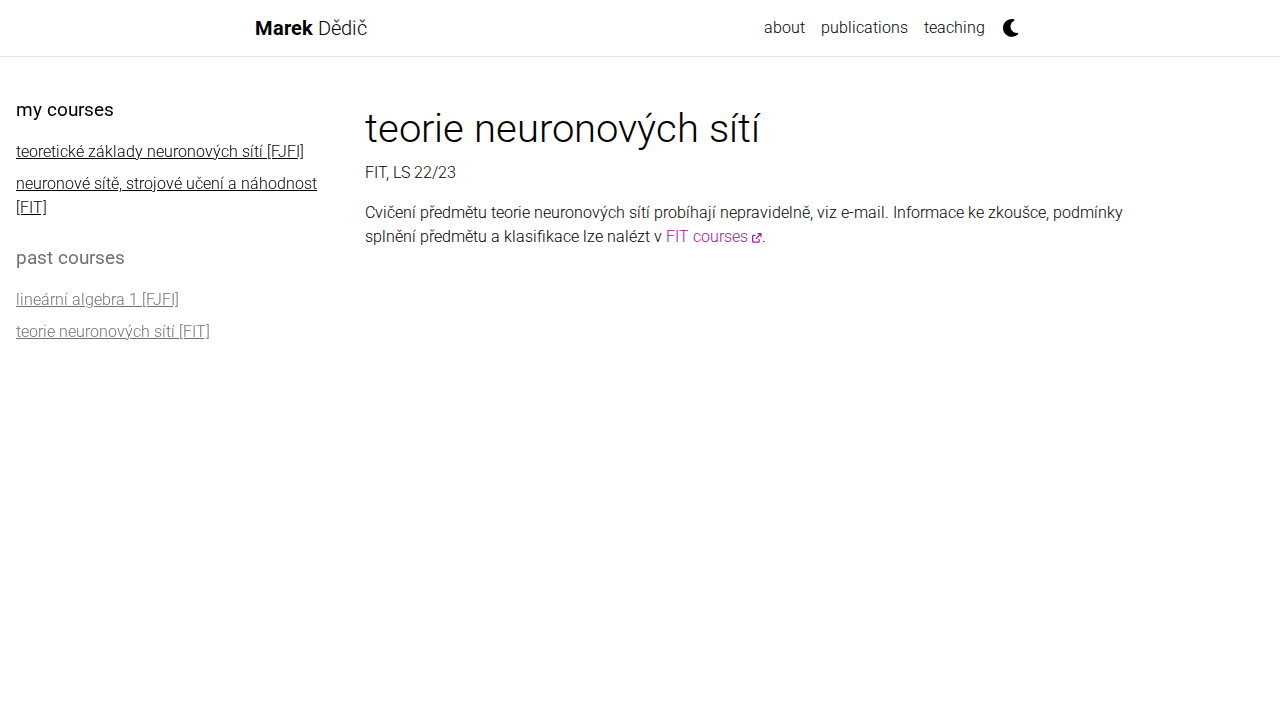 Marek Dědič
about
publications
teaching
my courses
teoretické základy neuronových sítí [FJFI]
neuronové sítě, strojové učení a náhodnost
[FIT]
past courses
lineární algebra 1 [FJFI]
teorie neuronových sítí [FIT]
teorie neuronových sítí
FIT, LS 22/23
Cvičení předmětu teorie neuronových sítí probíhají nepravidelně, viz e-mail. Informace ke zkoušce, podmínky
splnění předmětu a klasifikace lze nalézt v FIT courses.